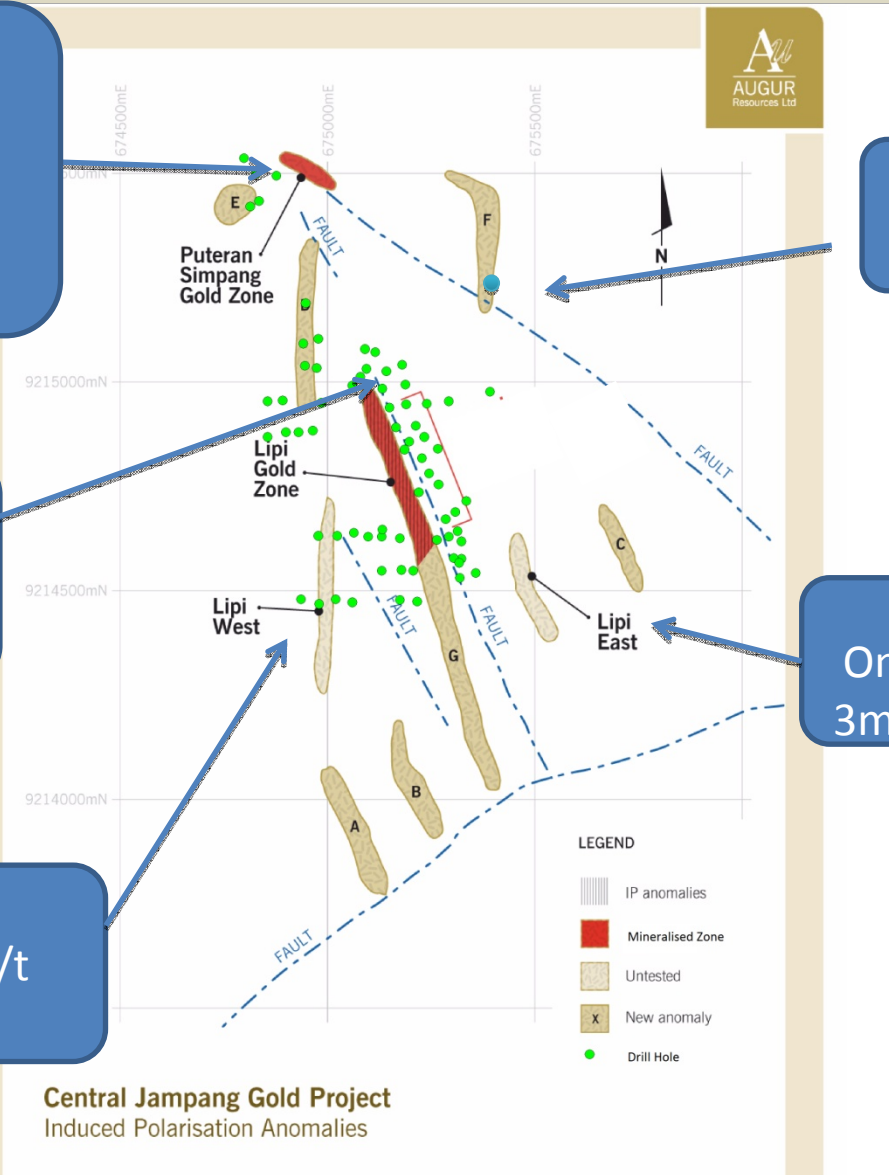 Au
AUGUR
Resources Ltd
674500mE
675000mE
675500mE
E
F
FAULT
N
Puteran
Simpang
Gold Zone
9215000mN
FAULT
Lipi
Gold
Zone
C
9214500mN
Lipi
West
FAULT
FAULT
Lipi
East
G
3m
B
9214000mN
A
LEGEND
IP anomalies
FAULT
Mineralised Zone
/t
Untested
X New anomaly
Drill Hole
Central Jampang Gold Project
Induced Polarisation Anomalies